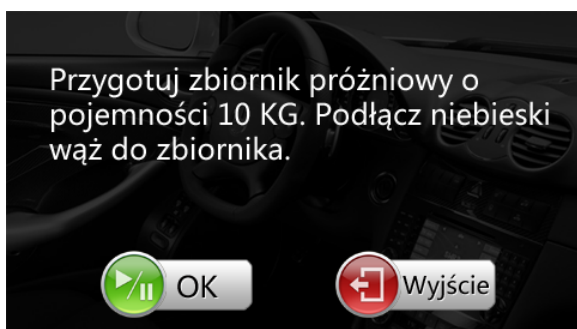 Przygotuj zbiornik próżniowy o
pojemności 10 KG. Podłącz niebieski
wąż do zbiornika.
OK
Wyjście